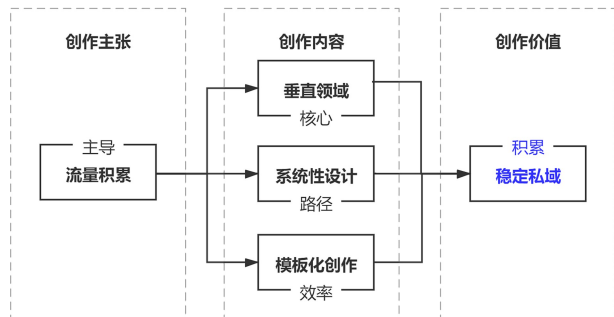 创作主张
创作内容
创作价值
垂直领域
核心
主导
流量积累
系统性设计
路径
积累
稳定私域
模板化创作
效率